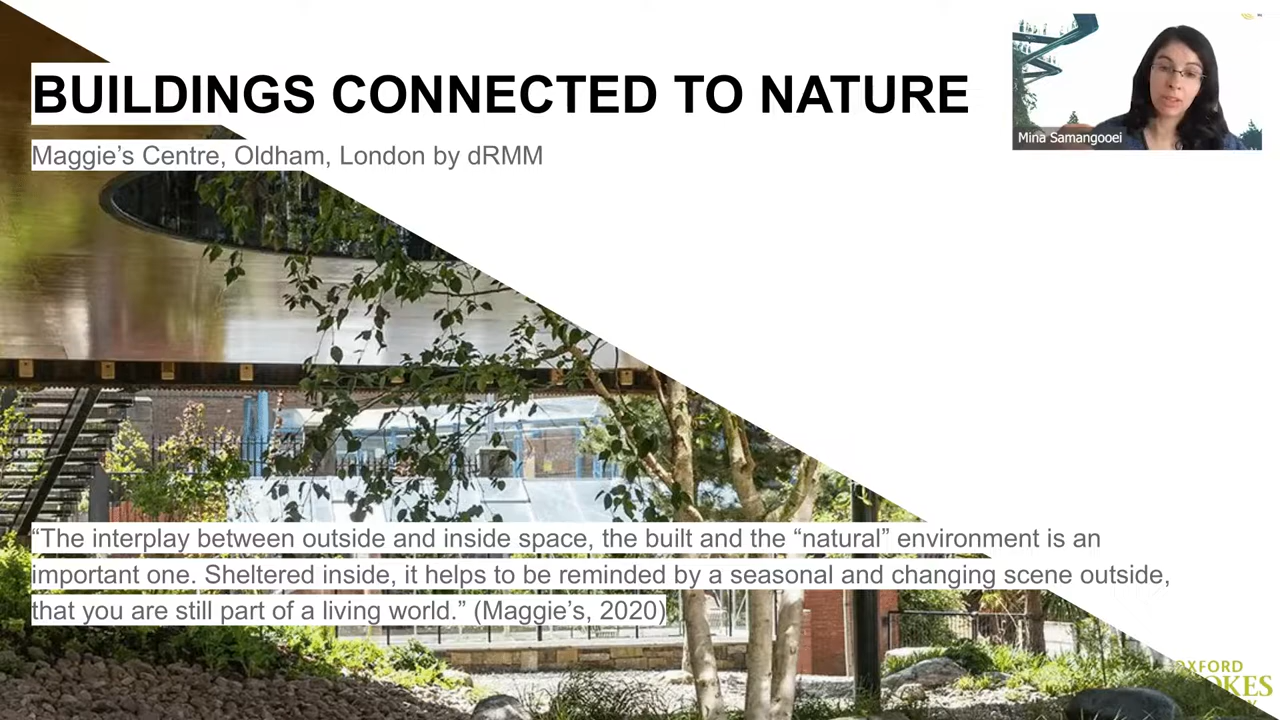 BUILDINGS CONNECTED TO NATURE
Maggie’s Centre, Oldham, London by dRMM
Mina Samangooei
“The interplay between outside and inside space, the built and the “natural” environment is an
important one. Sheltered inside, it helps to be reminded by a seasonal and changing scene outside,
that you are still part of a living world.” (Maggie’s, 2020)
OXFORD